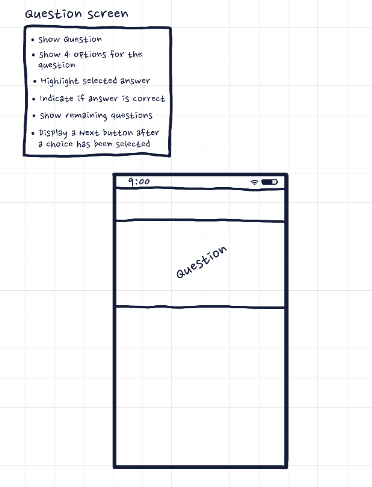 Question screen
• Show Question
• Show 4 options for the
question
• Highlight selected answer
• Indicate if answer is correct
• Show remaining questions
• Display a Next button after
a choice has been selected
9:00
Question